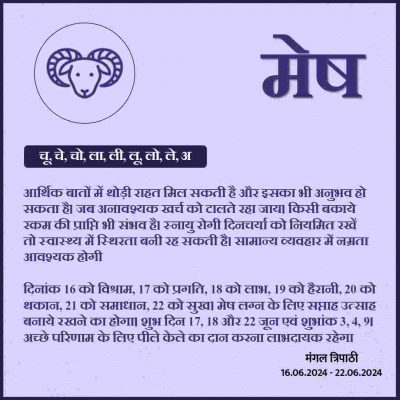 मेष
चू, चे, चो, ला, ली, लू, लो, ले, अ
आर्थिक बातों में थोड़ी राहत मिल सकती है और इसका भी अनुभव हो
सकता है। जब अनावश्यक खर्च को टालते रहा जाय। किसी बकाये
रकम की प्राप्ति भी संभव है। स्नायु रोगी दिनचर्या को नियमित रखें
तो स्वास्थ्य में स्थिरता बनी रह सकती है। सामान्य व्यवहार में नम्रता
आवश्यक होगी
दिनांक 16 को विश्राम, 17 को प्रगति, 18 को लाभ, 19 को हैरानी, 20 को
थकान, 21 को समाधान, 22 को सुख। मेष लग्न के लिए सप्ताह उत्साह
बनाये रखने का होगा। शुभ दिन 17, 18 और 22 जून एवं शुभांक 3, 4, 9।
अच्छे परिणाम के लिए पीले केले का दान करना लाभदायक रहेगा
मंगल त्रिपाठी
16.06.2024 - 22.06.2024